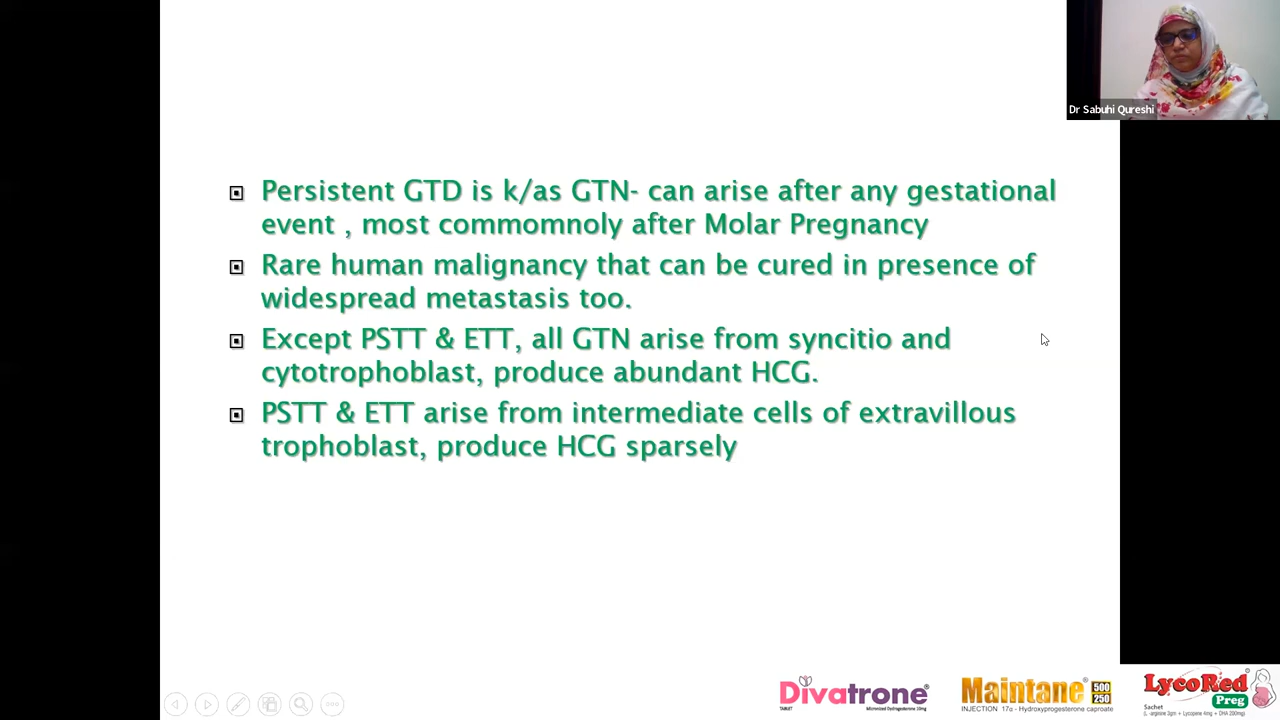 Dr Sabuhi Qureshi
Persistent GTD is k/as GTN- can arise after any gestational
event , most commomnoly after Molar Pregnancy
Rare human malignancy that can be cured in presence of
widespread metastasis too.
Except PSTT & ETT, all GTN arise from syncitio and
cytotrophoblast, produce abundant HCG.
PSTT & ETT arise from intermediate cells of extravillous
trophoblast, produce HCG sparsely
Divatrone
TABLET Micronized Dydrogesterone 10mg
Maintane 500 250
INJECTION 17α - Hydroxyprogesterone caproate
LycoRed
Preg
Sachet
(L-arginine 3gm + Lycopene 4mg + DHA 200mg)